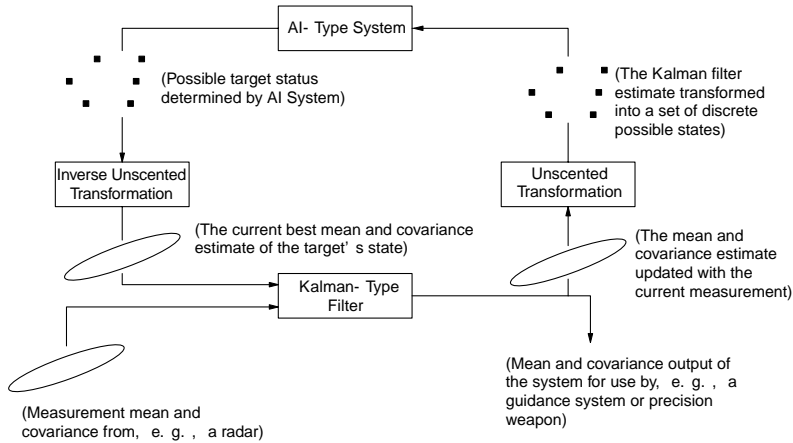 AI- Type System
(Possible target status
determined by AI System)
(The Kalman filter
estimate transformed
into a set of discrete
possible states)
Inverse Unscented
Transformation
Unscented
Transformation
(The current best mean and covariance
estimate of the target' s state)
(The mean and
covariance estimate
updated with the
current measurement)
Kalman- Type
Filter
(Measurement mean and
covariance from, e. g. , a radar)
(Mean and covariance output of
the system for use by, e. g. , a
guidance system or precision
weapon)